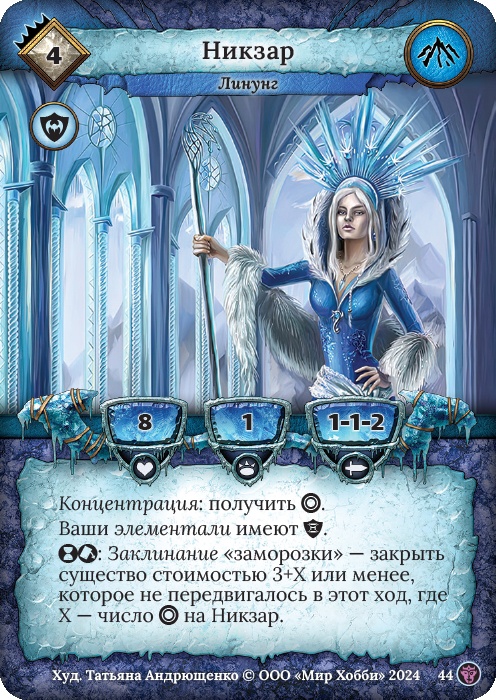 4
Никзар
Линунг
8
1
1-1-2
Концентрация: получить .
Ваши элементали имеют .
: Заклинание «заморозки» — закрыть
существо стоимостью 3+X или менее,
которое не передвигалось в этот ход, где
X — число на Никзар.
Худ. Татьяна Андрющенко © ООО «Мир Хобби» 2024 44